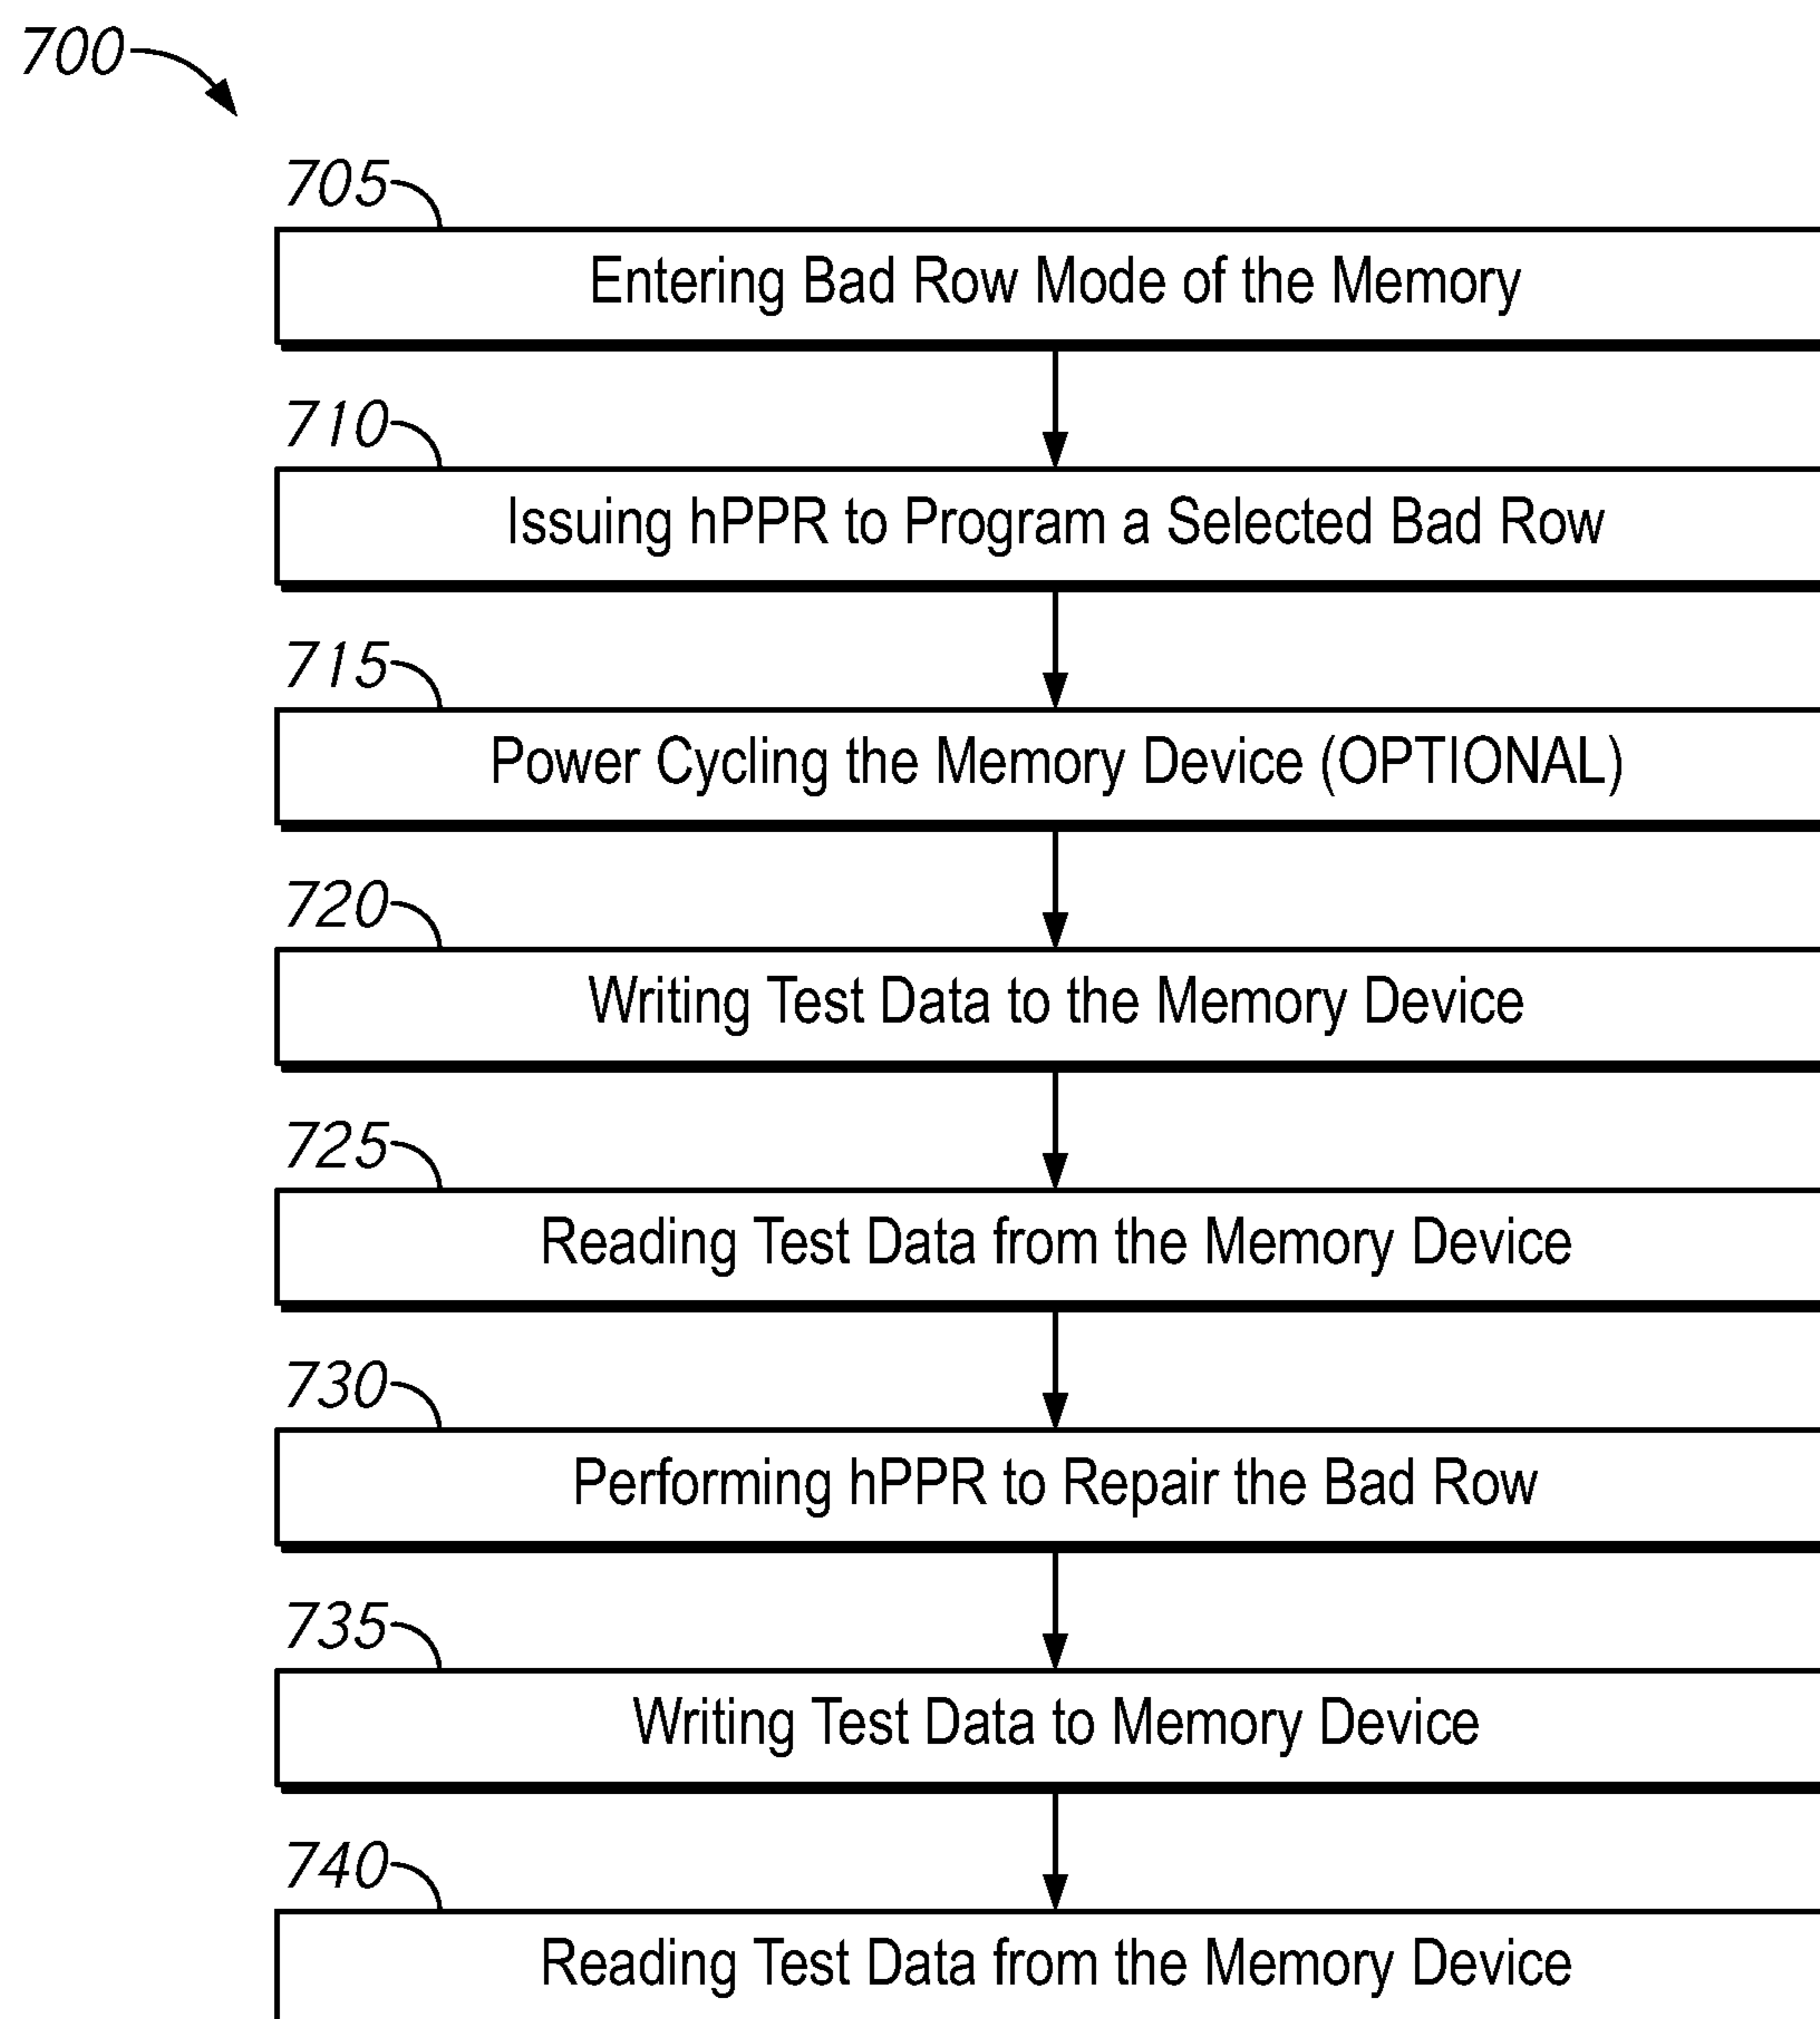 700
705
Entering Bad Row Mode of the Memory
710
Issuing hPPR to Program a Selected Bad Row
715
Power Cycling the Memory Device (OPTIONAL)
720
Writing Test Data to the Memory Device
725
Reading Test Data from the Memory Device
730
Performing hPPR to Repair the Bad Row
735
Writing Test Data to Memory Device
740
Reading Test Data from the Memory Device